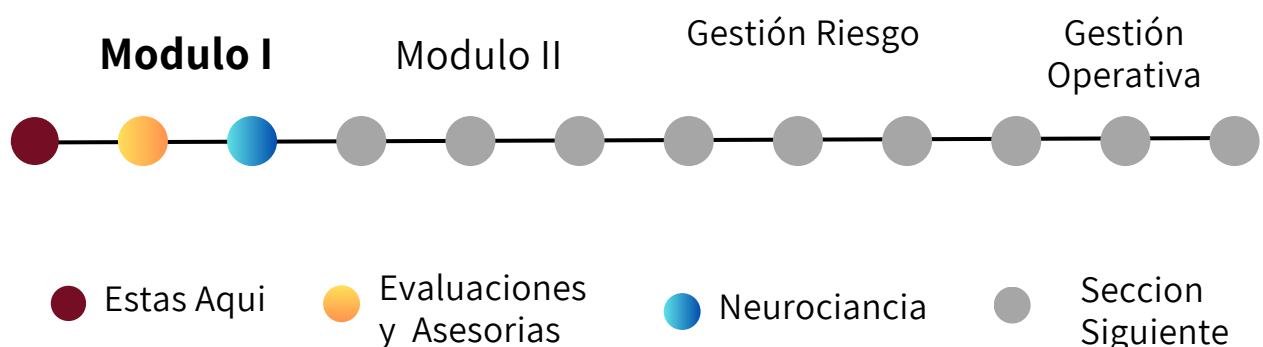 Modulo I
Modulo II
Gestión Riesgo
Gestión
Operativa
Estas Aqui
Evaluaciones
y Asesorias
Neurociancia
Seccion
Siguiente